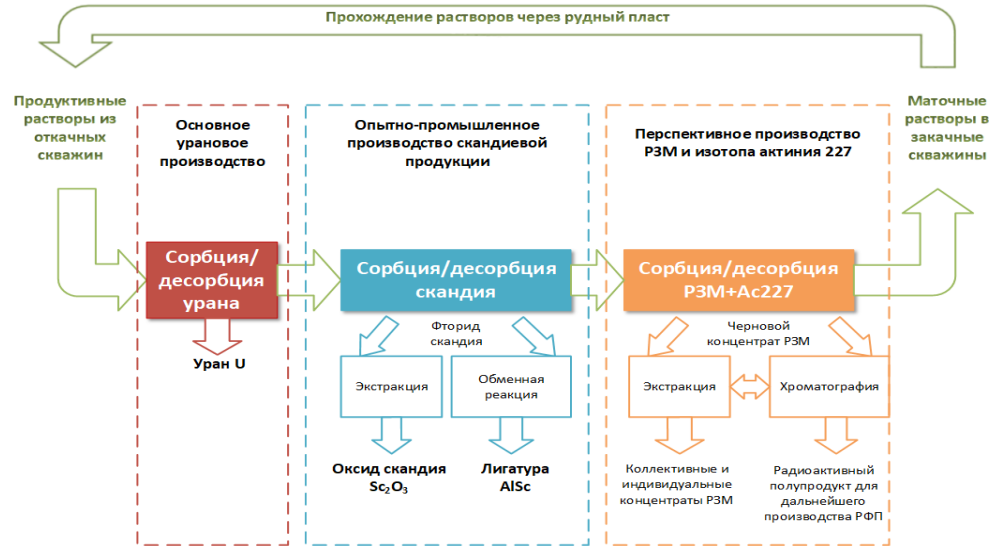 Прохождение растворов через рудный пласт
Продуктивные
растворы из
откачных
скважин
Основное
урановое
производство
Опытно-промышленное
производство скандиевой
продукции
Перспективное производство
РЗМ и изотопа актиния 227
Маточные
растворы в
закачные
скважины
Сорбция/
десорбция
урана
Сорбция/десорбция
скандия
Сорбция/десорбция
РЗМ+Ас227
Уран U
Фторид
скандия
Черновой
концентрат РЗМ
Экстракция
Обменная
реакция
Экстракция
Хроматография
Оксид скандия
Sc₂O₃
Лигатура
AlSc
Коллективные и
индивидуальные
концентраты РЗМ
Радиоактивный
полупродукт для
дальнейшего
производства РФП